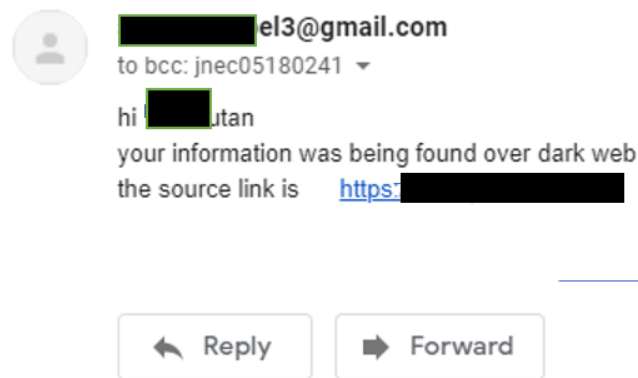 el3@gmail.com
to bcc: jnec05180241
hi utan
your information was being found over dark web
the source link is https:
Reply Forward